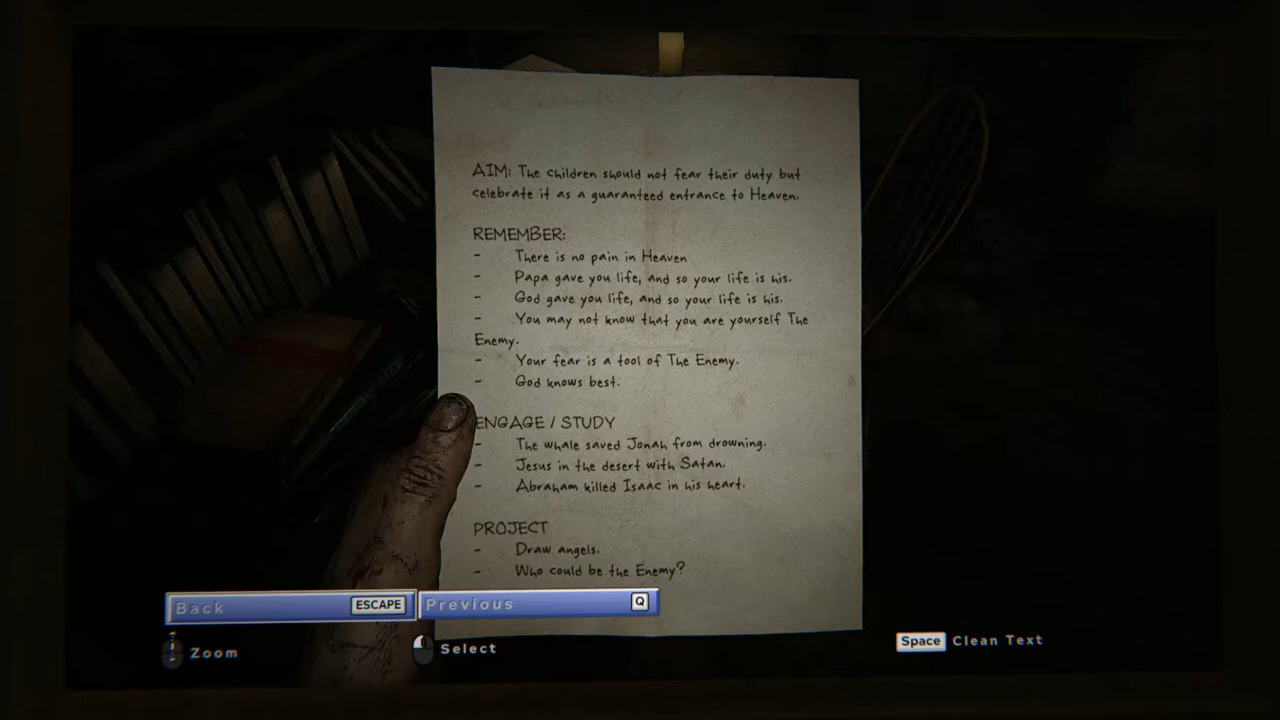 AIM: The children should not fear their duty but
celebrate it as a guaranteed entrance to Heaven.
REMEMBER:
- There is no pain in Heaven
- Papa gave you life, and so your life is his.
- God gave you life, and so your life is his.
- You may not know that you are yourself The
Enemy.
- Your fear is a tool of The Enemy.
- God knows best.
ENGAGE / STUDY
- The whale saved Jonah from drowning.
- Jesus in the desert with Satan.
- Abraham killed Isaac in his heart.
PROJECT
- Draw angels.
- Who could be the Enemy?
Back ESCAPE Previous Q
Zoom Select Space Clean Text